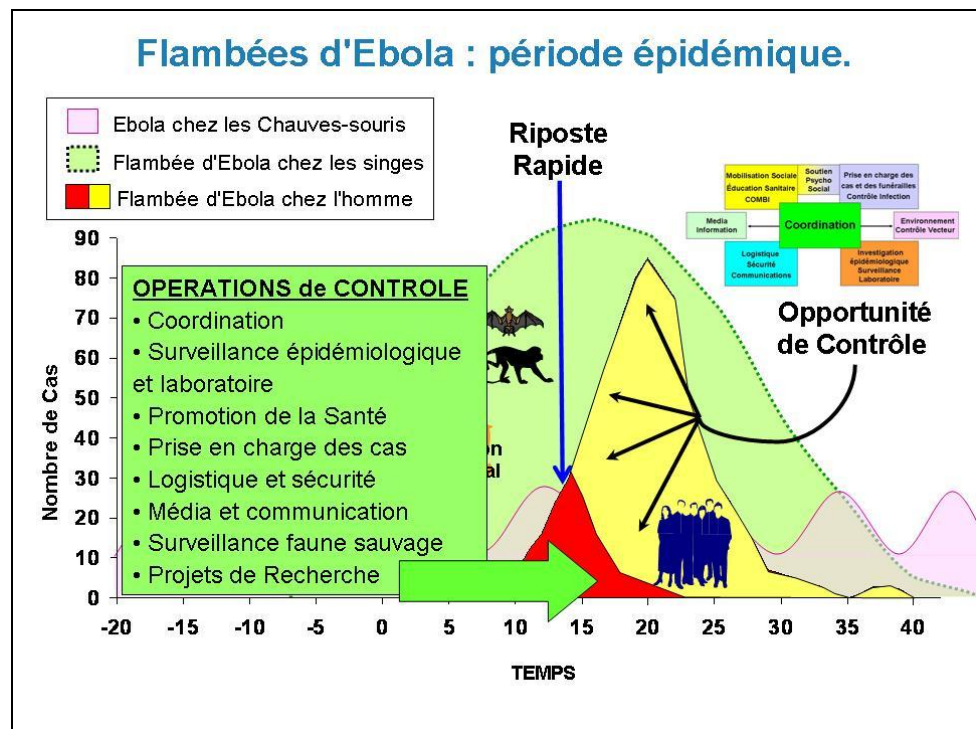 Flambées d'Ebola : période épidémique.
Ebola chez les Chauves-souris
Flambée d'Ebola chez les singes
Flambée d'Ebola chez l'homme
Riposte
Rapide
Mobilisation Sociale
Éducation Sanitaire
COMBI
Soutien
Psycho
Social
Prise en charge des
cas et des funérailles
Contrôle Infection
Media
Information
Coordination
Environnement
Contrôle Vecteur
Logistique
Sécurité
Communications
Investigation
épidémiologique
Surveillance
Laboratoire
Opportunité
de Contrôle
Nombre de Cas
90
80
70
60
50
40
30
20
10
0
OPERATIONS de CONTROLE
• Coordination
• Surveillance épidémiologique
et laboratoire
• Promotion de la Santé
• Prise en charge des cas
• Logistique et sécurité
• Média et communication
• Surveillance faune sauvage
• Projets de Recherche
-20 -15 -10 -5 0 5 10 15 20 25 30 35 40
TEMPS